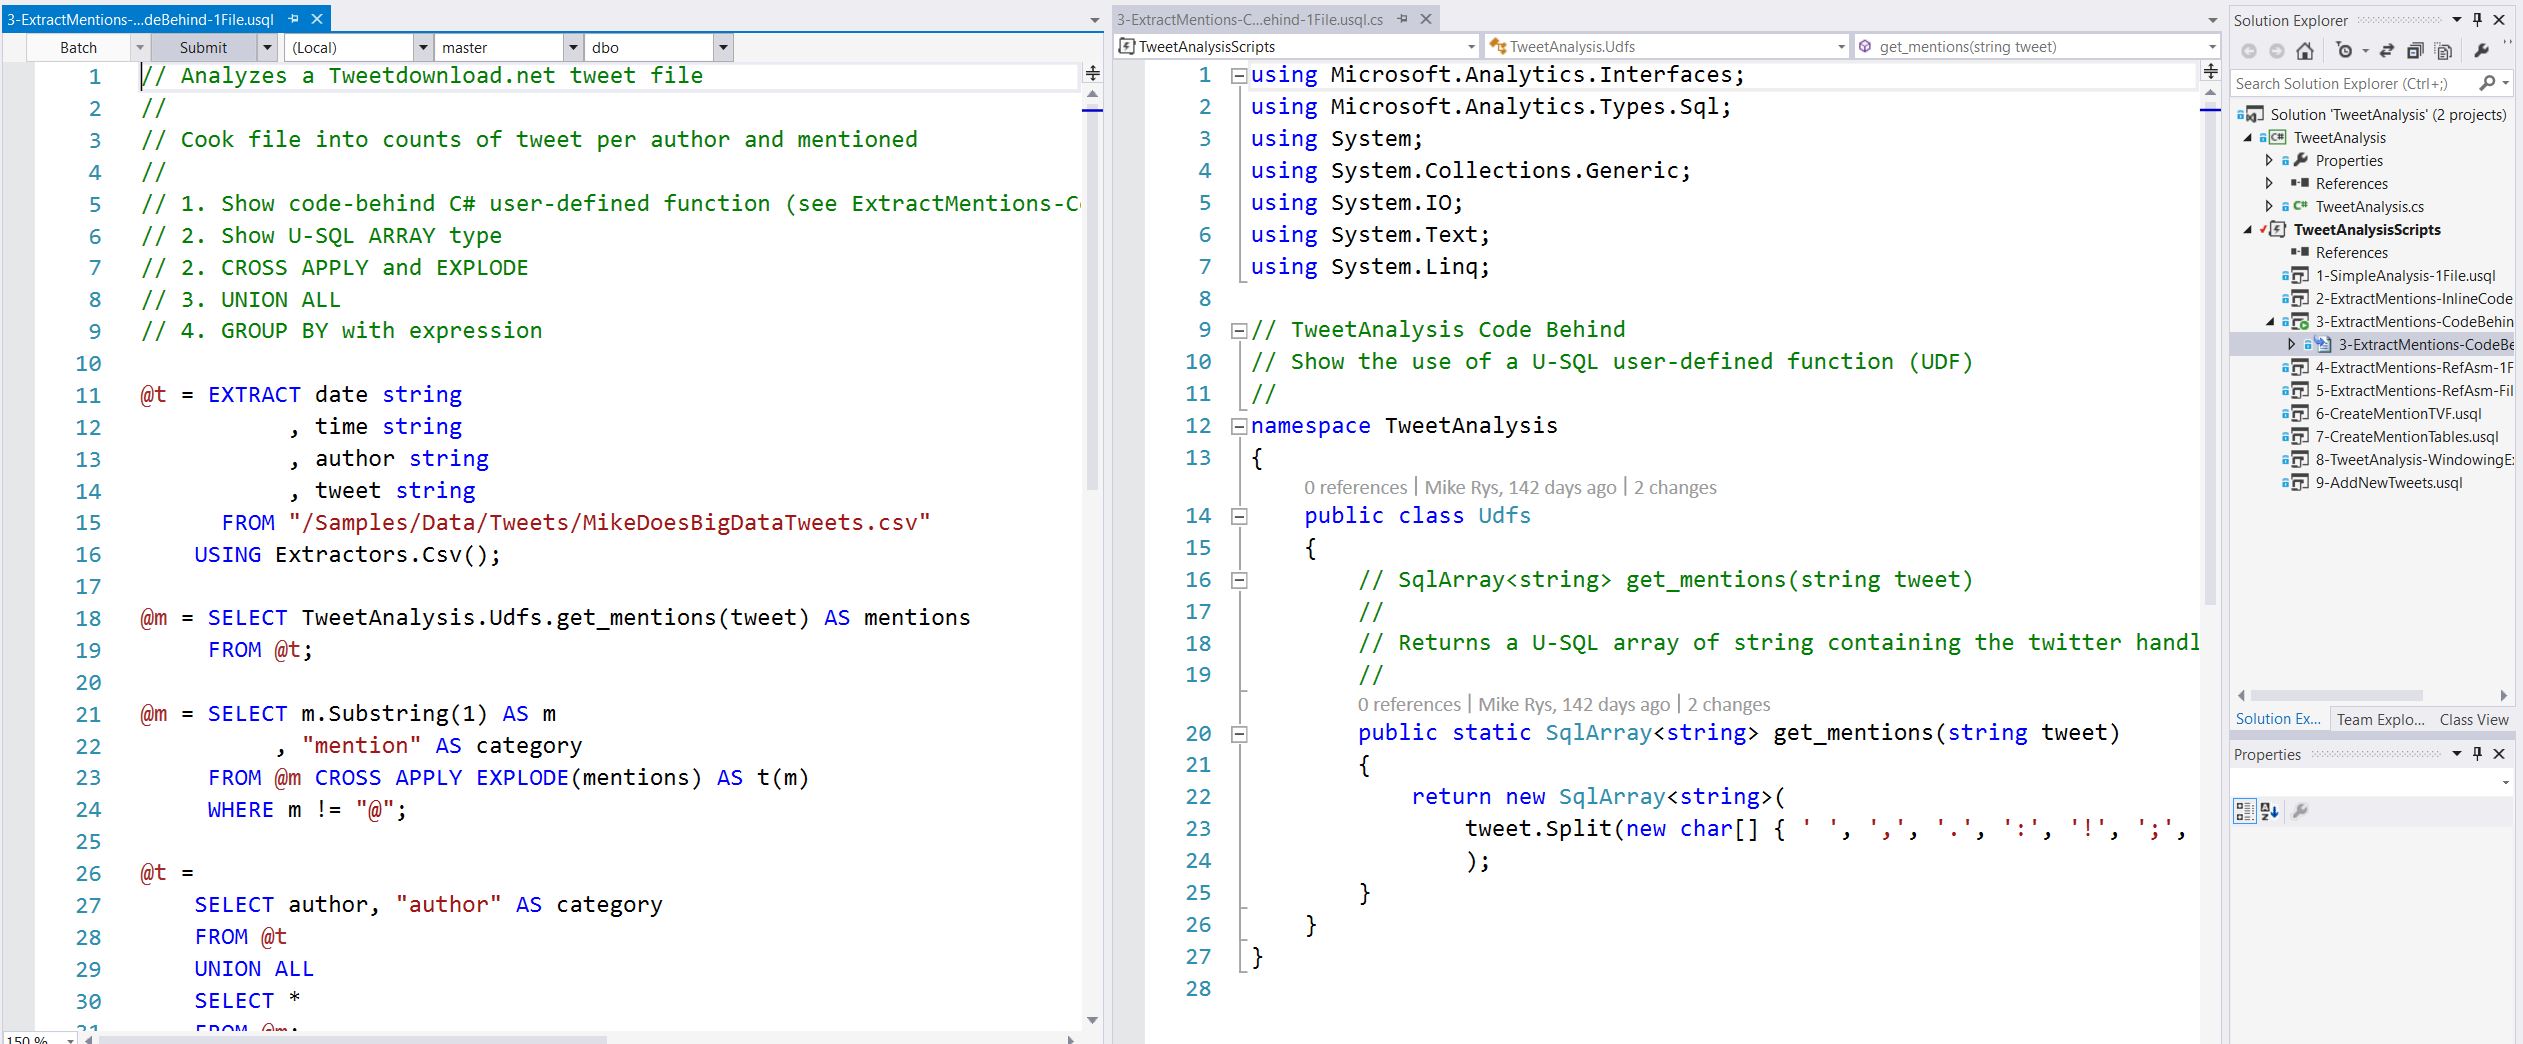 3-ExtractMentions-...deBehind-1File.usql
Batch Submit (Local) master dbo
1 // Analyzes a Tweetdownload.net tweet file
2 //
3 // Cook file into counts of tweet per author and mentioned
4 //
5 // 1. Show code-behind C# user-defined function (see ExtractMentions-C
6 // 2. Show U-SQL ARRAY type
7 // 2. CROSS APPLY and EXPLODE
8 // 3. UNION ALL
9 // 4. GROUP BY with expression
10
11 @t = EXTRACT date string
12 , time string
13 , author string
14 , tweet string
15 FROM "/Samples/Data/Tweets/MikeDoesBigDataTweets.csv"
16 USING Extractors.Csv();
17
18 @m = SELECT TweetAnalysis.Udfs.get_mentions(tweet) AS mentions
19 FROM @t;
20
21 @m = SELECT m.Substring(1) AS m
22 , "mention" AS category
23 FROM @m CROSS APPLY EXPLODE(mentions) AS t(m)
24 WHERE m != "@";
25
26 @t =
27 SELECT author, "author" AS category
28 FROM @t
29 UNION ALL
30 SELECT *
31 FROM @m;
150 %
3-ExtractMentions-C...ehind-1File.usql.cs
TweetAnalysisScripts TweetAnalysis.Udfs get_mentions(string tweet)
1 using Microsoft.Analytics.Interfaces;
2 using Microsoft.Analytics.Types.Sql;
3 using System;
4 using System.Collections.Generic;
5 using System.IO;
6 using System.Text;
7 using System.Linq;
8
9 // TweetAnalysis Code Behind
10 // Show the use of a U-SQL user-defined function (UDF)
11 //
12 namespace TweetAnalysis
13 {
0 references | Mike Rys, 142 days ago | 2 changes
14 public class Udfs
15 {
16 // SqlArray<string> get_mentions(string tweet)
17 //
18 // Returns a U-SQL array of string containing the twitter handl
19 //
0 references | Mike Rys, 142 days ago | 2 changes
20 public static SqlArray<string> get_mentions(string tweet)
21 {
22 return new SqlArray<string>(
23 tweet.Split(new char[] { ' ', ',', '.', ':', '!', ';',
24 );
25 }
26 }
27 }
28
Solution Explorer
Search Solution Explorer (Ctrl+;)
Solution 'TweetAnalysis' (2 projects)
TweetAnalysis
Properties
References
TweetAnalysis.cs
TweetAnalysisScripts
References
1-SimpleAnalysis-1File.usql
2-ExtractMentions-InlineCode
3-ExtractMentions-CodeBehin
3-ExtractMentions-CodeBe
4-ExtractMentions-RefAsm-1F
5-ExtractMentions-RefAsm-Fil
6-CreateMentionTVF.usql
7-CreateMentionTables.usql
8-TweetAnalysis-WindowingE
9-AddNewTweets.usql
Solution Ex... Team Explo... Class View
Properties